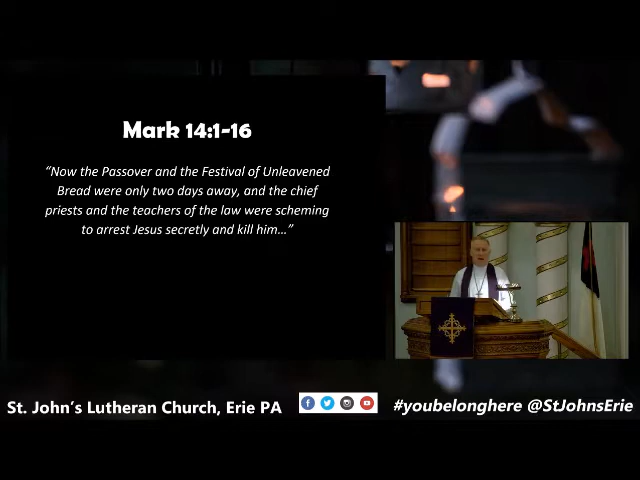 Mark 14:1-16
“Now the Passover and the Festival of Unleavened
Bread were only two days away, and the chief
priests and the teachers of the law were scheming
to arrest Jesus secretly and kill him…”
St. John’s Lutheran Church, Erie PA
#youbelonghere @StJohnsErie